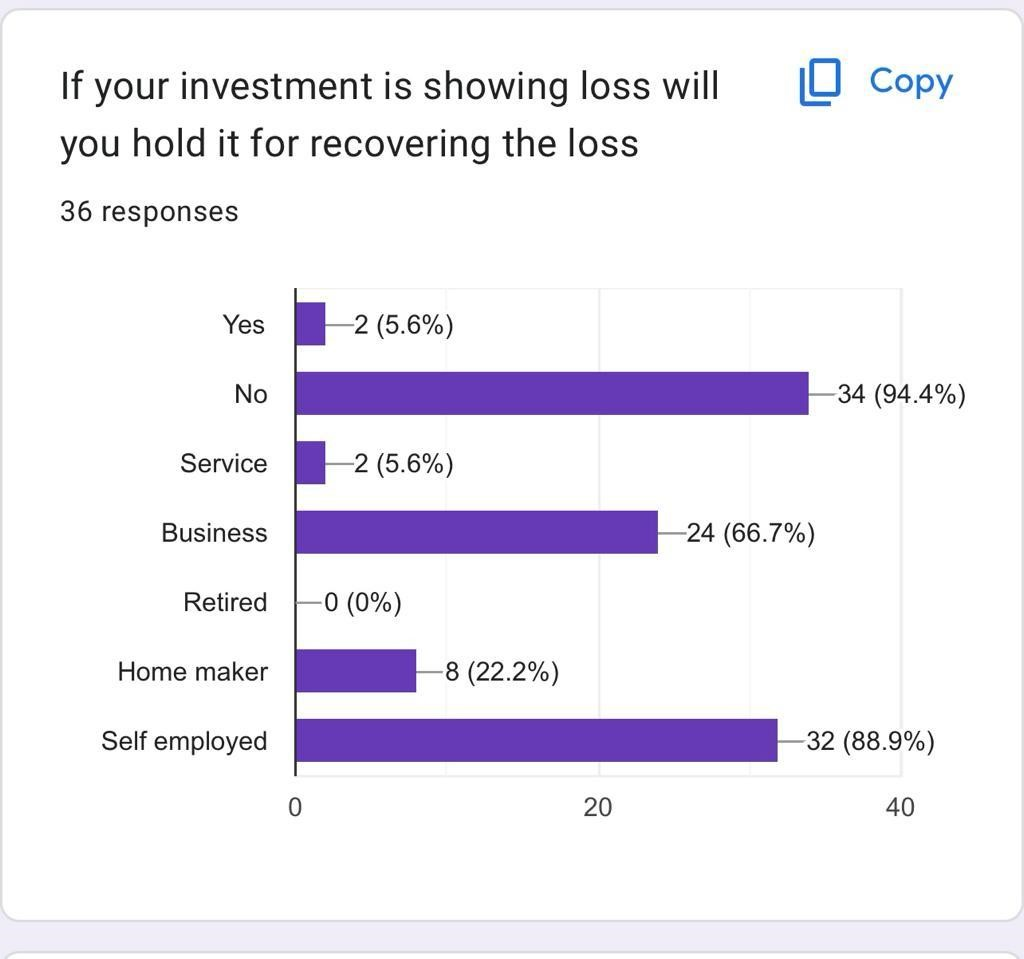 If your investment is showing loss will
you hold it for recovering the loss
Copy
36 responses
Yes 2 (5.6%)
No 34 (94.4%)
Service 2 (5.6%)
Business 24 (66.7%)
Retired 0 (0%)
Home maker 8 (22.2%)
Self employed 32 (88.9%)
0 20 40